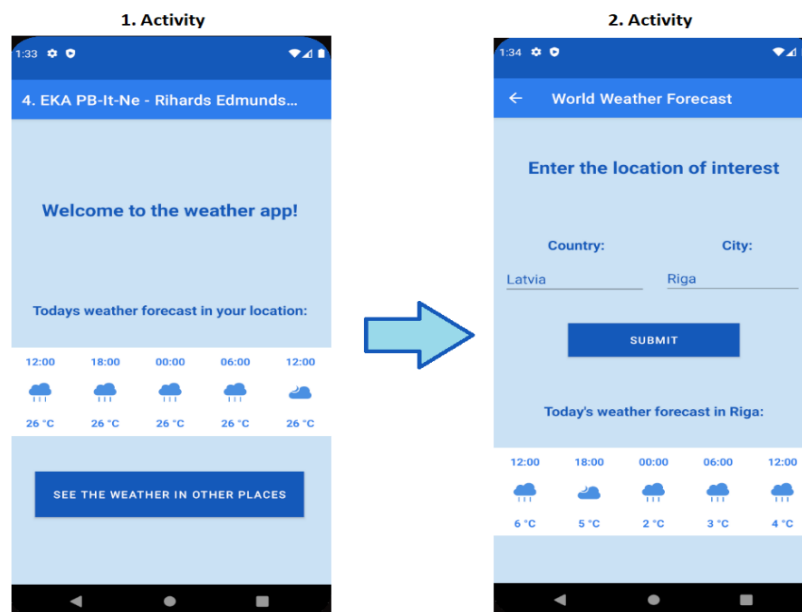 1. Activity
1:33
4. EKA PB-It-Ne - Rihards Edmunds...
Welcome to the weather app!
Todays weather forecast in your location:
12:00 18:00 00:00 06:00 12:00
26 °C 26 °C 26 °C 26 °C 26 °C
SEE THE WEATHER IN OTHER PLACES
2. Activity
1:34
World Weather Forecast
Enter the location of interest
Country: City:
Latvia Riga
SUBMIT
Today's weather forecast in Riga:
12:00 18:00 00:00 06:00 12:00
6 °C 5 °C 2 °C 3 °C 4 °C